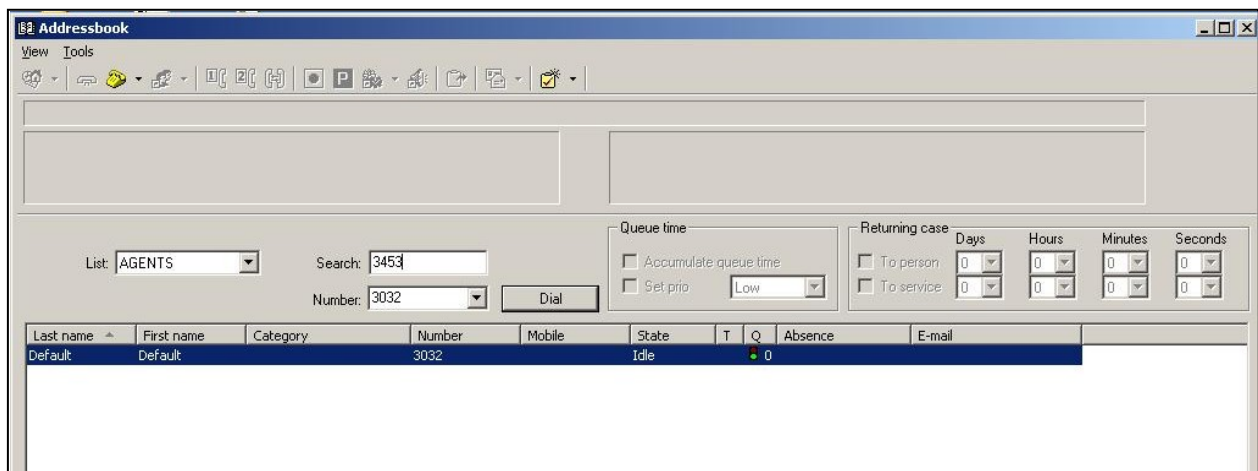 Addressbook
View Tools
List: AGENTS
Search: 3453
Number: 3032
Dial
Queue time
Accumulate queue time
Set prio Low
Returning case
Days Hours Minutes Seconds
To person 0 0 0 0
To service 0 0 0 0
Last name First name Category Number Mobile State T Q Absence E-mail
Default Default 3032 Idle 0